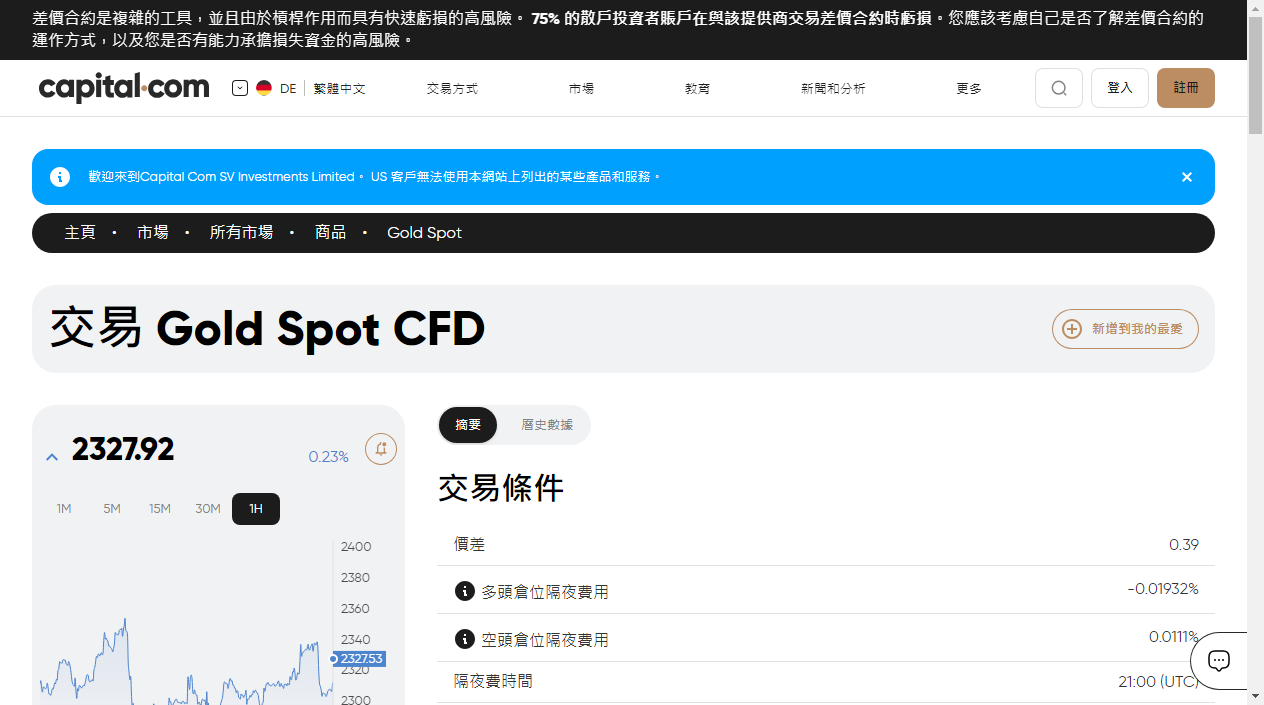 差價合約是複雜的工具，並且由於槓桿作用而具有快速虧損的高風險。75% 的散戶投資者賬戶在與該提供商交易差價合約時虧損。您應該考慮自己是否了解差價合約的
運作方式，以及您是否有能力承擔損失資金的高風險。
capital.com DE 繁體中文 交易方式 市場 教育 新聞和分析 更多 登入 註冊
歡迎來到Capital Com SV Investments Limited。 US 客戶無法使用本網站上列出的某些產品和服務。
主頁 • 市場 • 所有市場 • 商品 • Gold Spot
交易 Gold Spot CFD
新增到我的最愛
2327.92
0.23%
1M 5M 15M 30M 1H
2400
2380
2360
2340
2327.53
2320
2300
摘要 曆史數據
交易條件
價差 0.39
多頭倉位隔夜費用 -0.01932%
空頭倉位隔夜費用 0.0111%
隔夜費時間 21:00 (UTC)